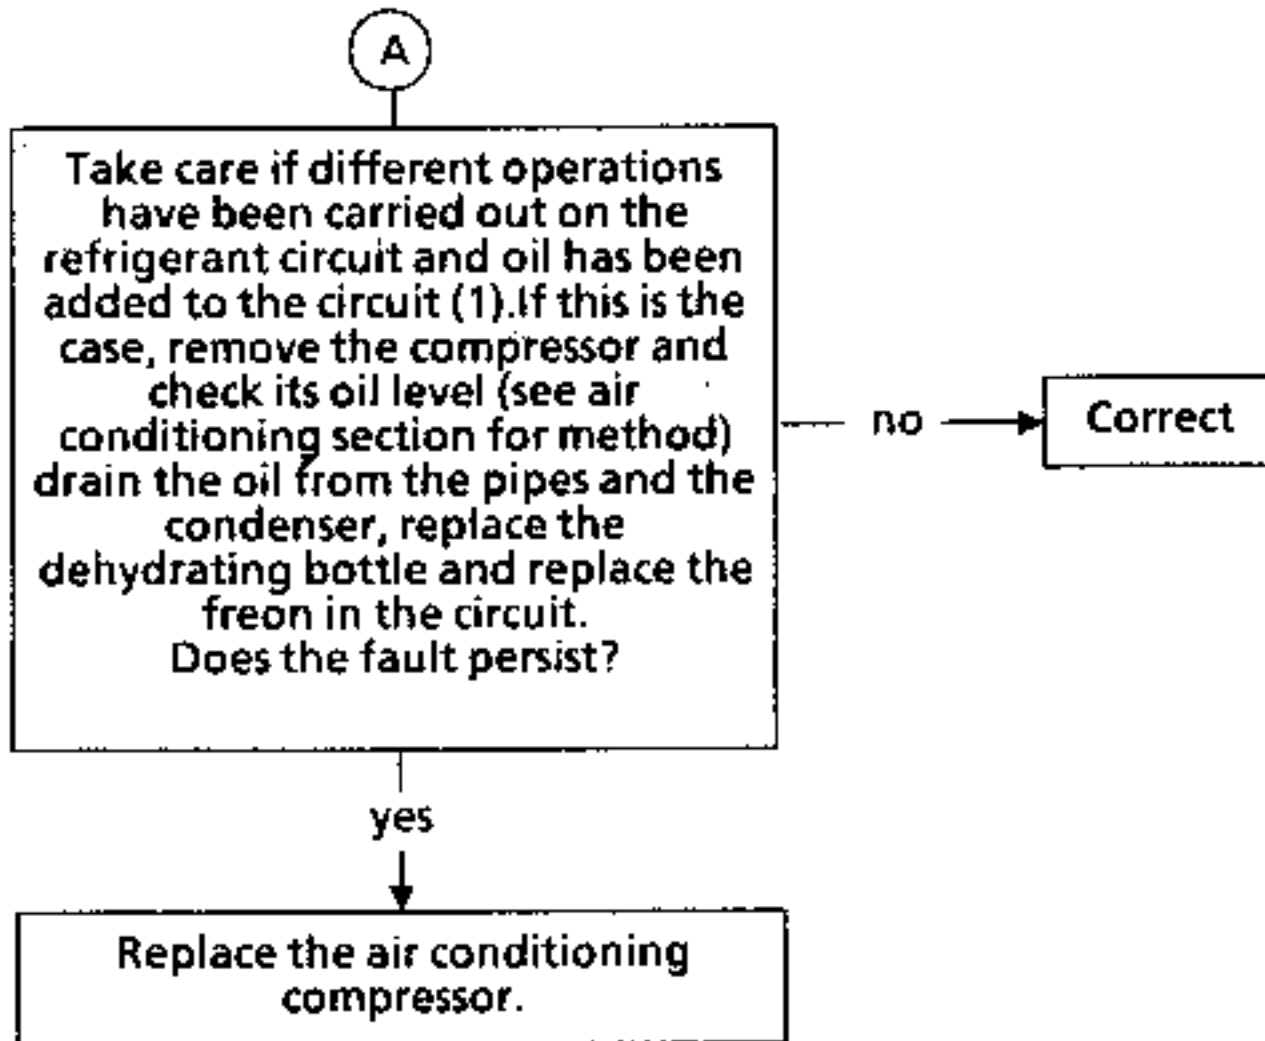 A
Take care if different operations
have been carried out on the
refrigerant circuit and oil has been
added to the circuit (1).If this is the
case, remove the compressor and
check its oil level (see air
conditioning section for method)
drain the oil from the pipes and the
condenser, replace the
dehydrating bottle and replace the
freon in the circuit.
Does the fault persist?
no
Correct
yes
Replace the air conditioning
compressor.